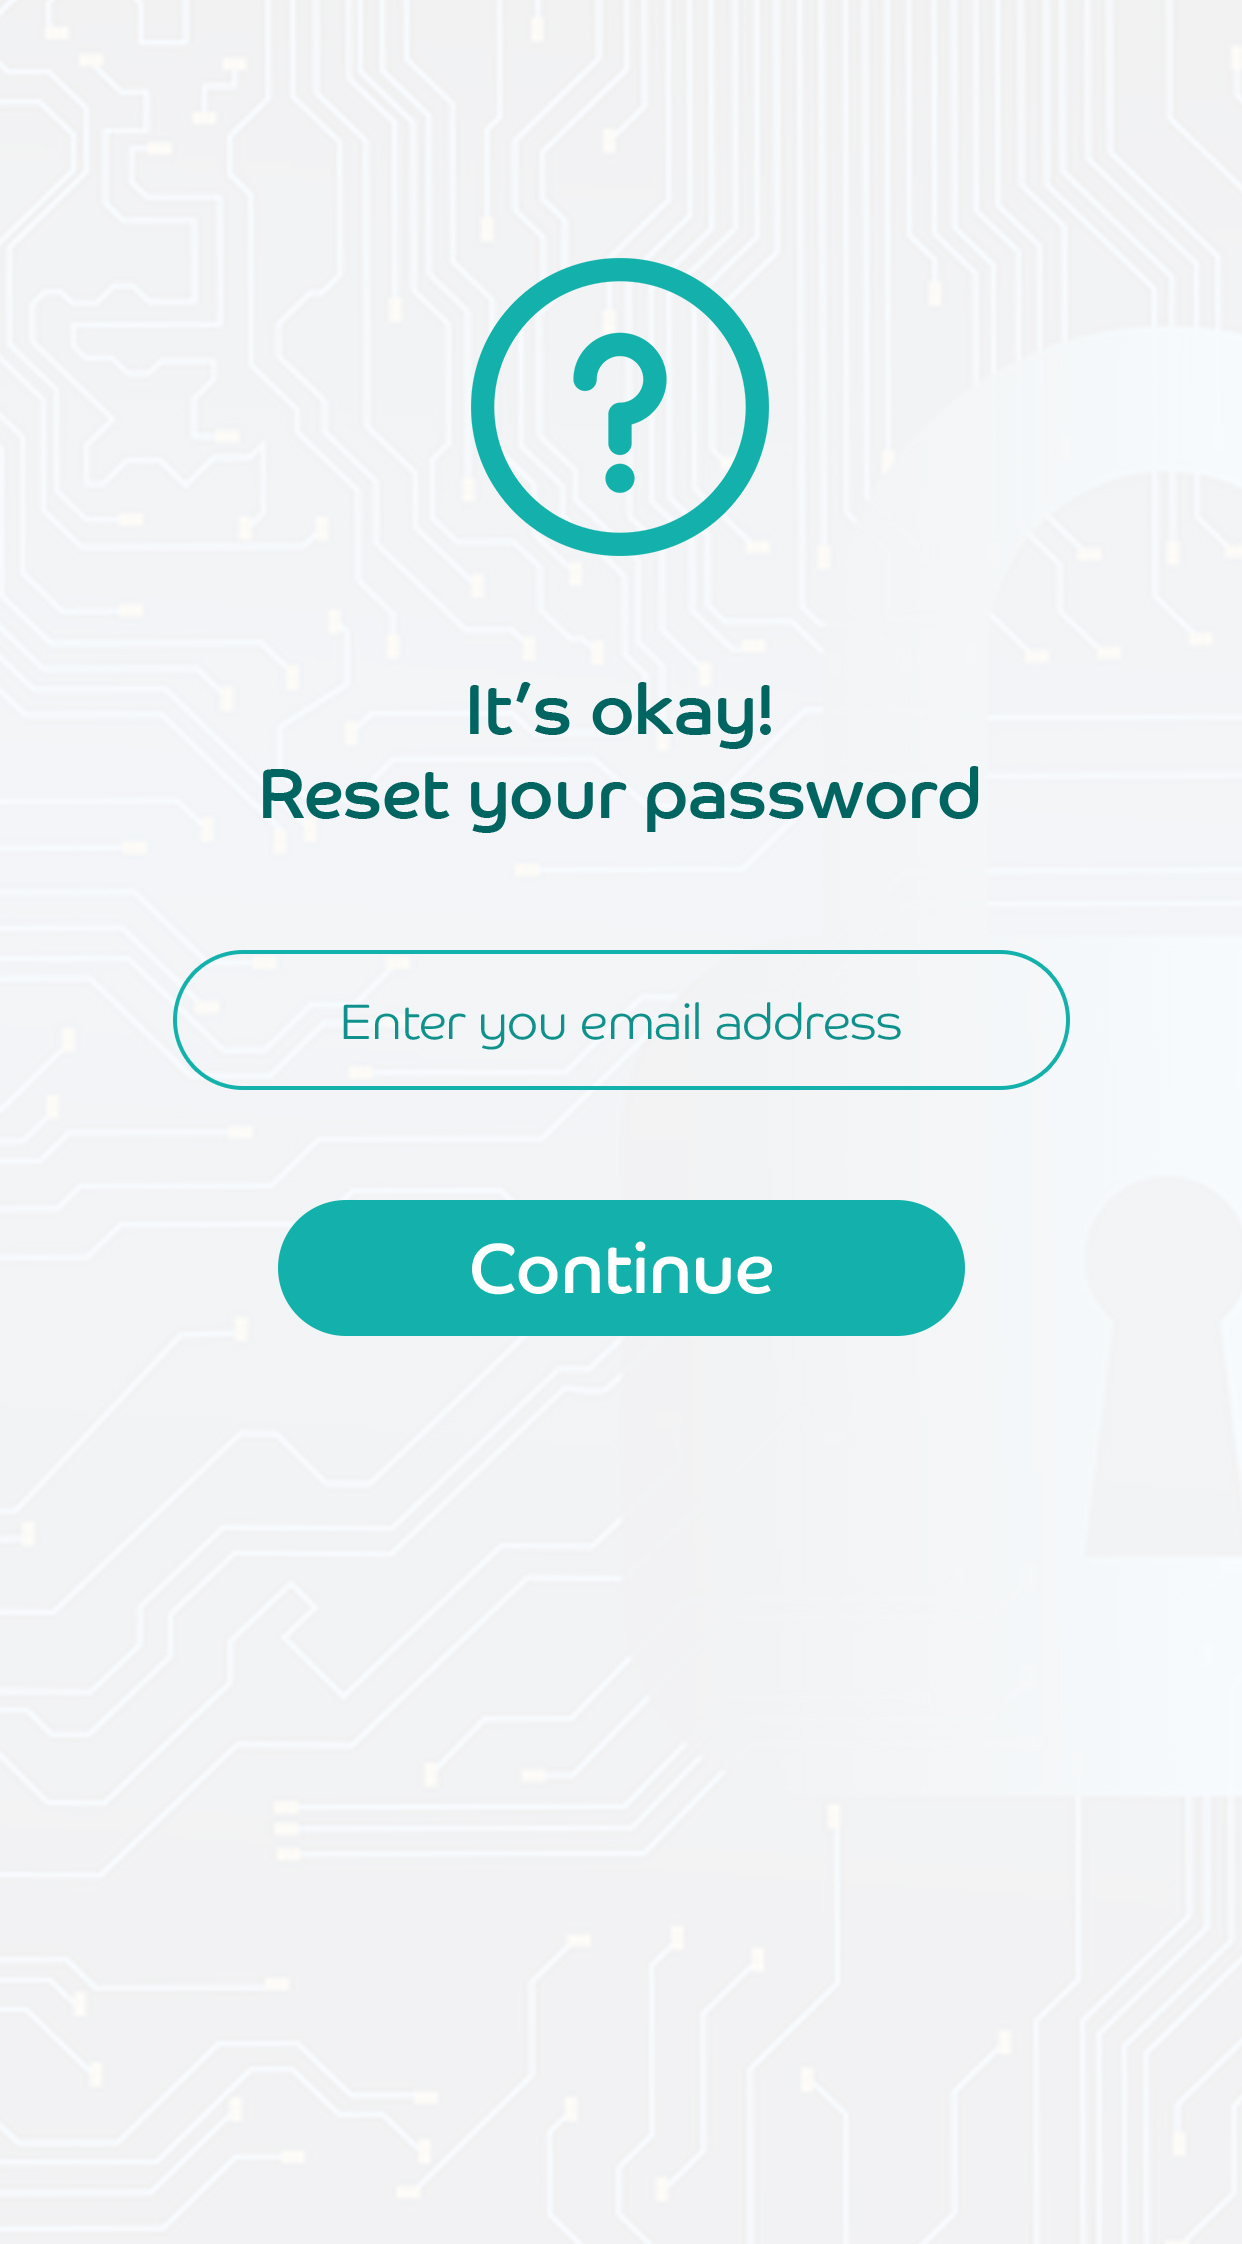 ?
It's okay!
Reset your password
Enter you email address
Continue